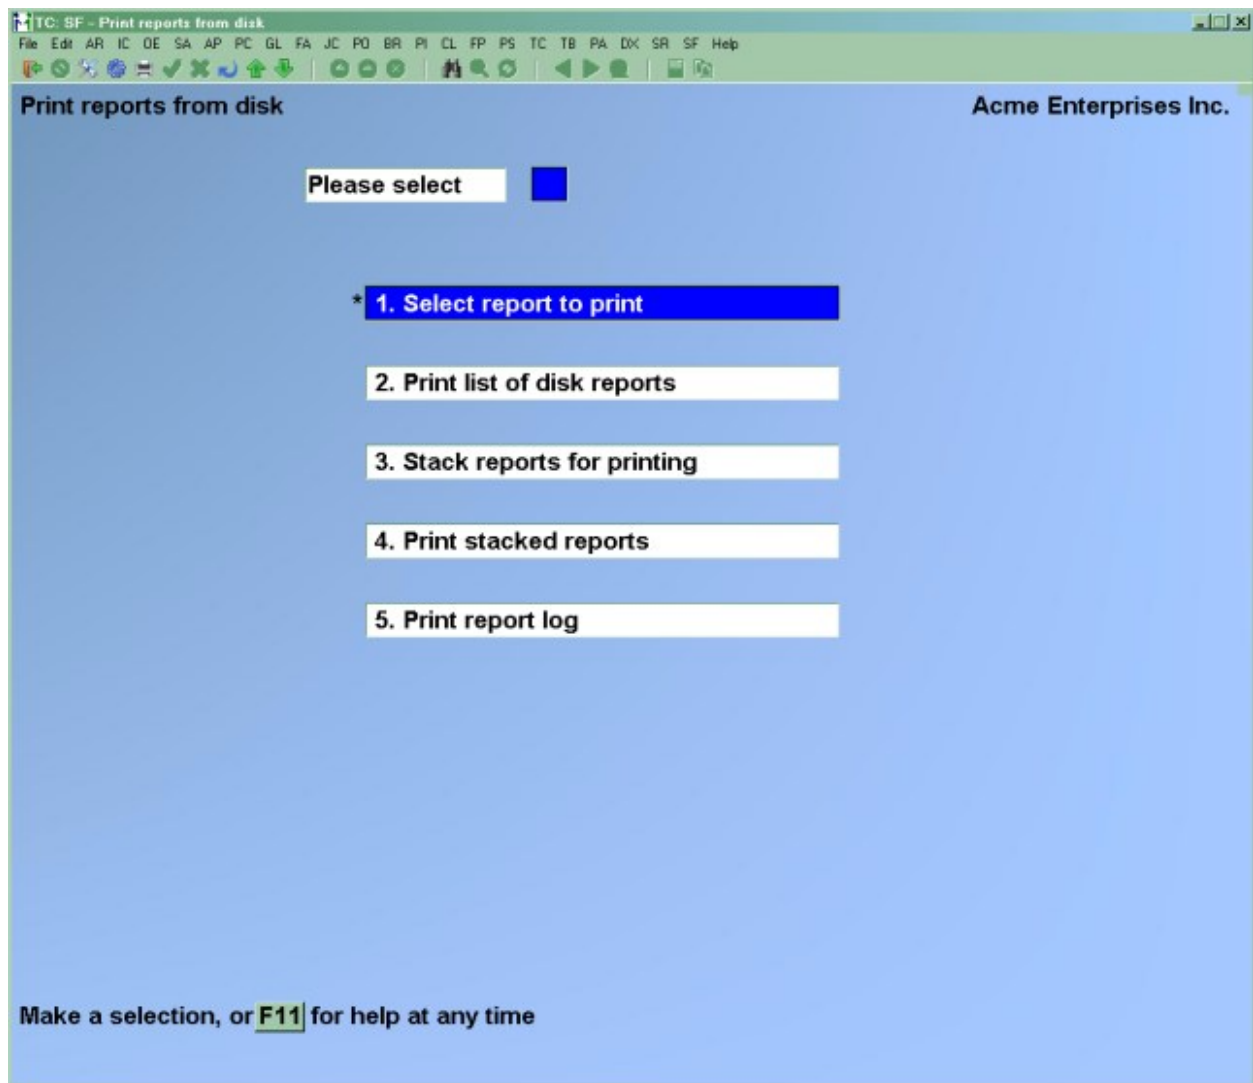 TC: SF - Print reports from disk
File Edit AR IC OE SA AP PC GL FA JC PO BR PI CL FP PS TC TB PA DX SR SF Help
Print reports from disk Acme Enterprises Inc.
Please select
* 1. Select report to print
2. Print list of disk reports
3. Stack reports for printing
4. Print stacked reports
5. Print report log
Make a selection, or F11 for help at any time